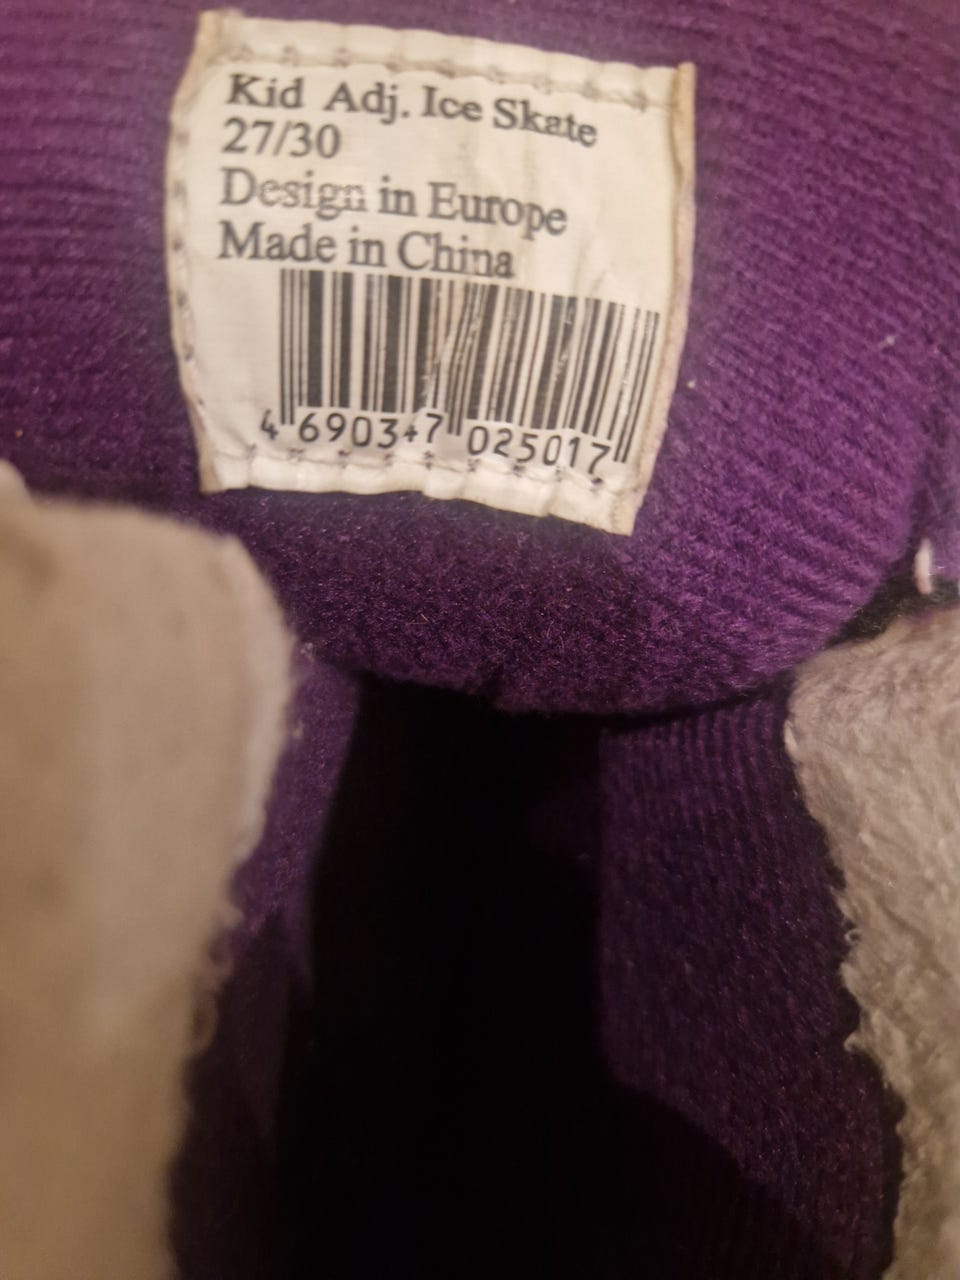 Kid Adj. Ice Skate
27/30
Design in Europe
Made in China
4 690347 025017